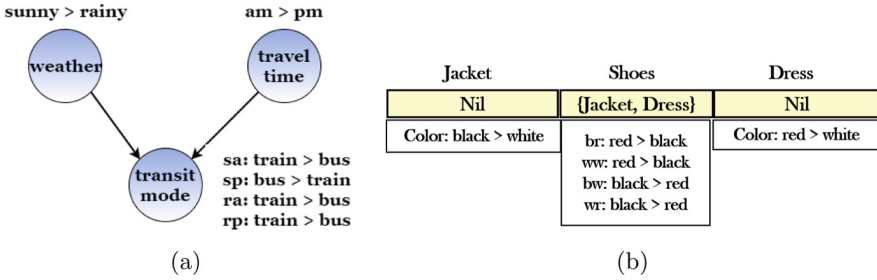 sunny > rainy
am > pm
weather
travel
time
transit
mode
sa: train > bus
sp: bus > train
ra: train > bus
rp: train > bus
(a)
Jacket Shoes Dress
Nil {Jacket, Dress} Nil
Color: black > white
br: red > black
ww: red > black
bw: black > red
wr: black > red
Color: red > white
(b)